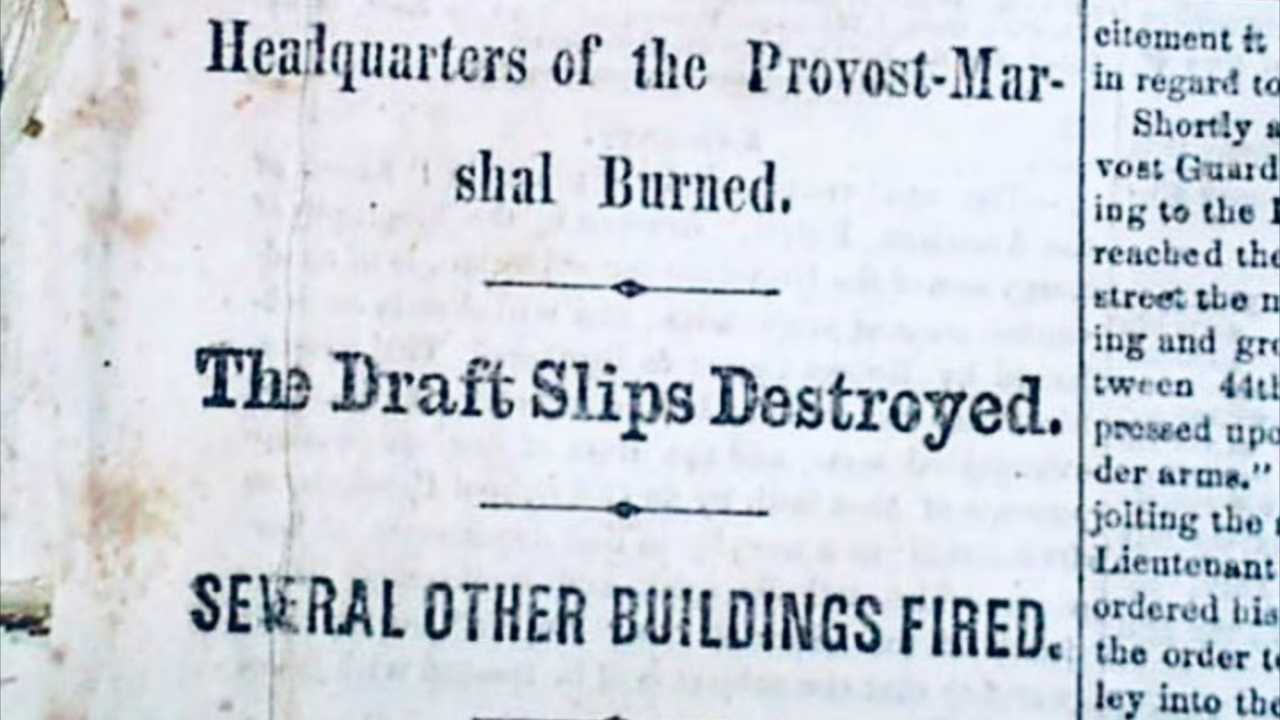 Headquarters of the Provost-Mar-
shal Burned.
The Draft Slips Destroyed.
SEVERAL OTHER BUILDINGS FIRED.
citement it
in regard to
Shortly a
vost Guard
ing to the
reached the
street the
ing and gre
tween 44th
pressed upo
der arms."
jolting the
Lieutenant
ordered his
the order to
ley into the